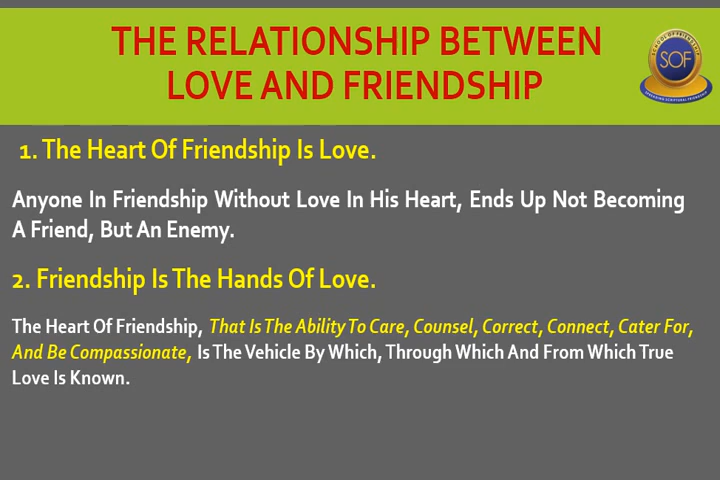 THE RELATIONSHIP BETWEEN
LOVE AND FRIENDSHIP
SCHOOL OF FRIENDSHIP
SOF
1. The Heart Of Friendship Is Love.
Anyone In Friendship Without Love In His Heart, Ends Up Not Becoming
A Friend, But An Enemy.
2. Friendship Is The Hands Of Love.
The Heart Of Friendship, That Is The Ability To Care, Counsel, Correct, Connect, Cater For,
And Be Compassionate, Is The Vehicle By Which, Through Which And From Which True
Love Is Known.